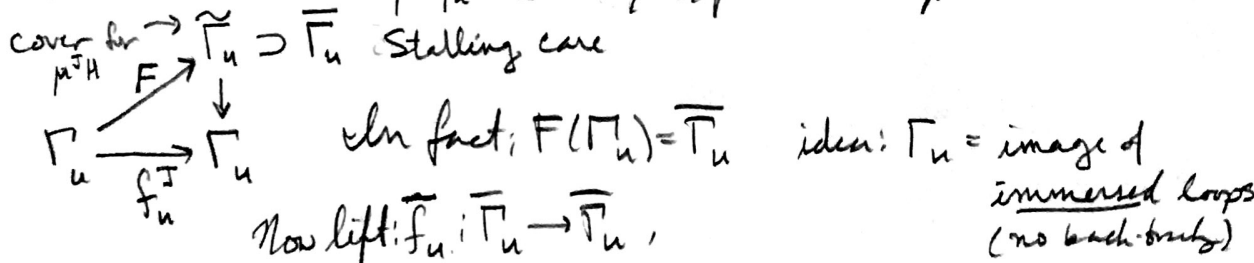 cover for → Γ̃_u ⊃ Γ̄_u Stalling core
μ^J H F ↓
Γ_u → Γ_u In fact, F(Γ_u) = Γ̄_u idea: Γ_u = image of
f_u^J immersed loops
Now lift: f̄_u : Γ̄_u → Γ̄_u, (no back-tracks)